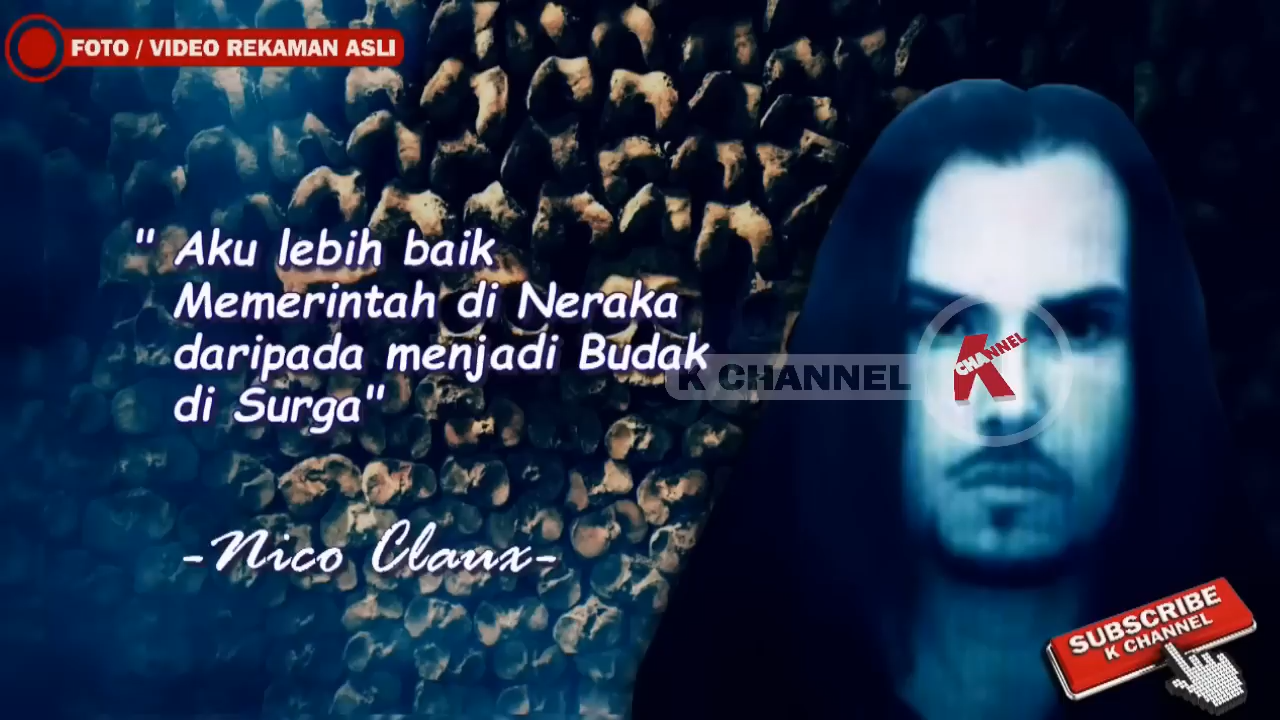 FOTO / VIDEO REKAMAN ASLI
" Aku lebih baik
Memerintah di Neraka
daripada menjadi Budak
di Surga"
K CHANNEL
K CHANNEL
-Nico Claux-
SUBSCRIBE
K CHANNEL